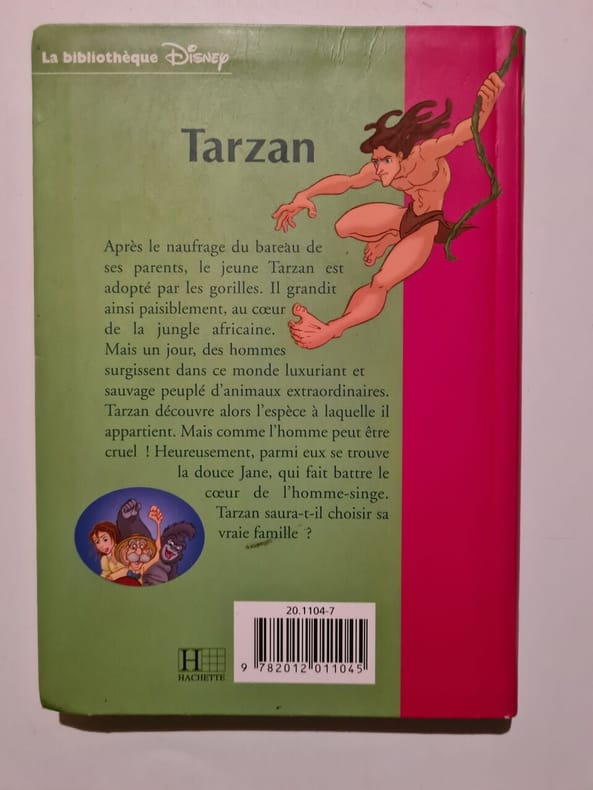 La bibliothèque Disney
Tarzan
Après le naufrage du bateau de
ses parents, le jeune Tarzan est
adopté par les gorilles. Il grandit
ainsi paisiblement, au cœur
de la jungle africaine.
Mais un jour, des hommes
surgissent dans ce monde luxuriant et
sauvage peuplé d'animaux extraordinaires.
Tarzan découvre alors l'espèce à laquelle il
appartient. Mais comme l'homme peut être
cruel ! Heureusement, parmi eux se trouve
la douce Jane, qui fait battre le
cœur de l'homme-singe.
Tarzan saura-t-il choisir sa
vraie famille ?
20.1104-7
9 782012 011045
H
HACHETTE